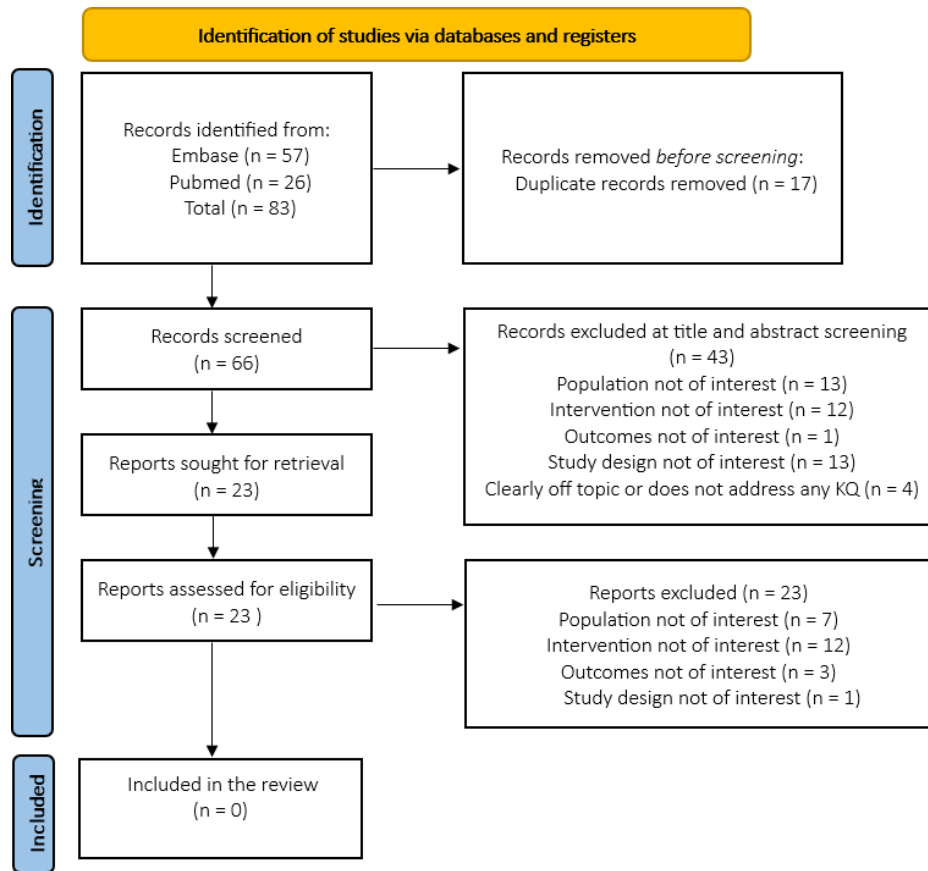 Identification of studies via databases and registers
Identification
Records identified from:
Embase (n = 57)
Pubmed (n = 26)
Total (n = 83)
Records removed before screening:
Duplicate records removed (n = 17)
Screening
Records screened
(n = 66)
Records excluded at title and abstract screening
(n = 43)
Population not of interest (n = 13)
Intervention not of interest (n = 12)
Outcomes not of interest (n = 1)
Study design not of interest (n = 13)
Clearly off topic or does not address any KQ (n = 4)
Reports sought for retrieval
(n = 23)
Reports assessed for eligibility
(n = 23 )
Reports excluded (n = 23)
Population not of interest (n = 7)
Intervention not of interest (n = 12)
Outcomes not of interest (n = 3)
Study design not of interest (n = 1)
Included
Included in the review
(n = 0)